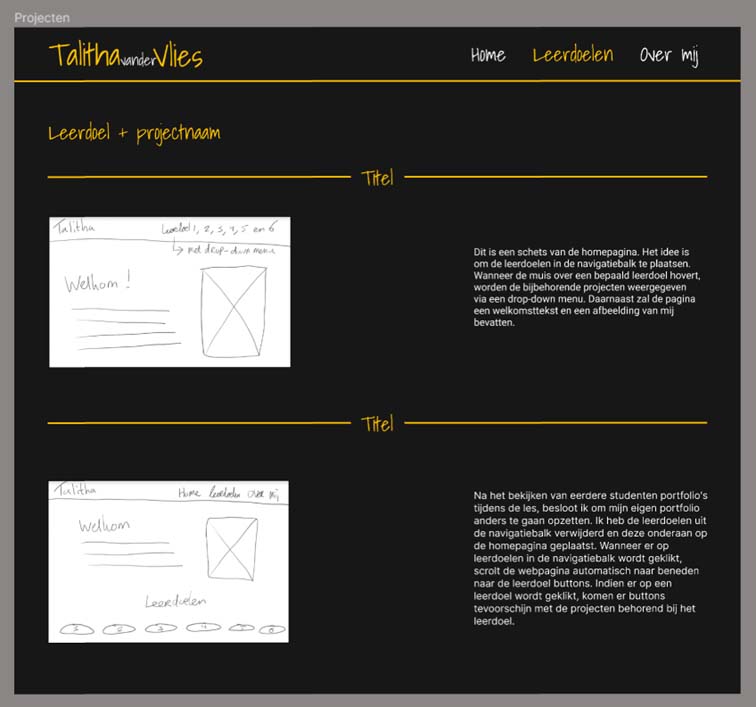 Projecten
Talitha vander Vlies
Home Leerdoelen Over mij
Leerdoel + projectnaam
Titel
Talitha Leerdoel 1, 2, 3, 4, 5 en 6
↳ met drop-down menu
Welkom!
Dit is een schets van de homepagina. Het idee is
om de leerdoelen in de navigatiebalk te plaatsen.
Wanneer de muis over een bepaald leerdoel hovert,
worden de bijbehorende projecten weergegeven
via een drop-down menu. Daarnaast zal de pagina
een welkomsttekst en een afbeelding van mij
bevatten.
Titel
Talitha Home leerdoelen Over mij
Welkom
Leerdoelen
1 2 3 4 5 6
Na het bekijken van eerdere studenten portfolio's
tijdens de les, besloot ik om mijn eigen portfolio
anders te gaan opzetten. Ik heb de leerdoelen uit
de navigatiebalk verwijderd en deze onderaan op
de homepagina geplaatst. Wanneer er op
leerdoelen in de navigatiebalk wordt geklikt,
scrolt de webpagina automatisch naar beneden
naar de leerdoel buttons. Indien er op een
leerdoel wordt geklikt, komen er buttons
tevoorschijn met de projecten behorend bij het
leerdoel.